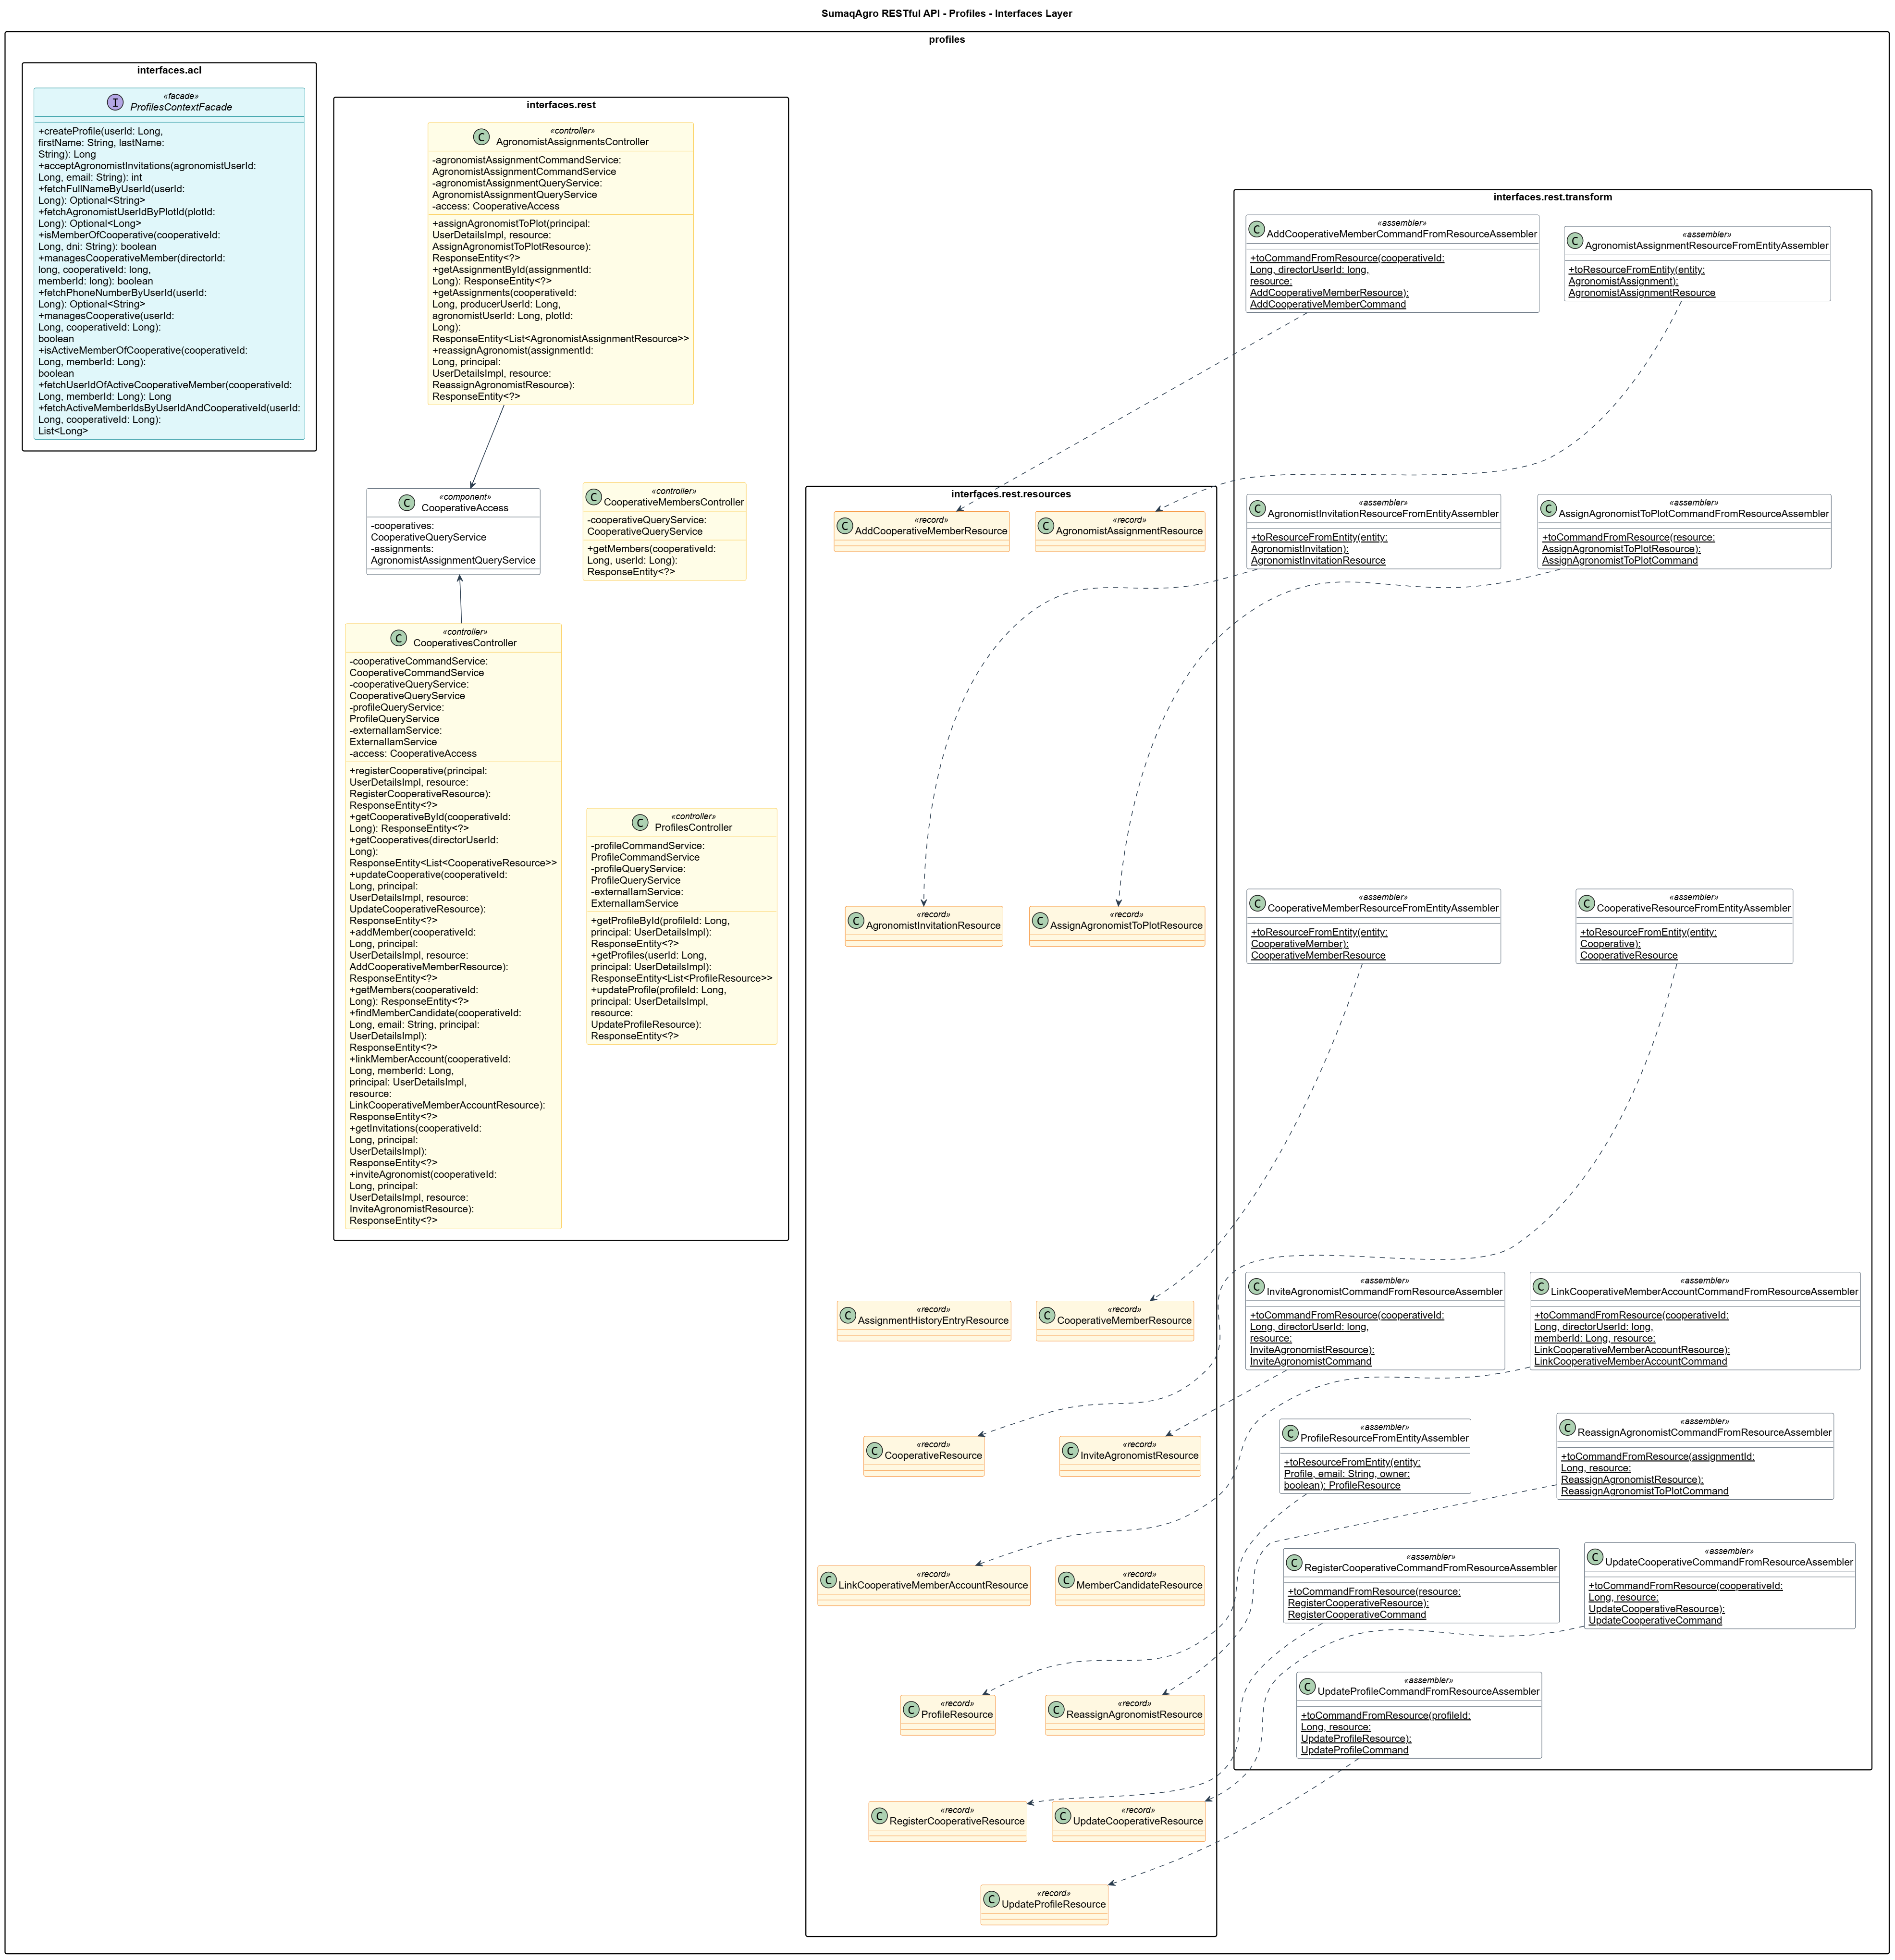 SumaqAgro RESTful API - Profiles - Interfaces Layer
profiles
interfaces.acl
«facade»
I
ProfilesContextFacade
+createProfile(userId: Long,
firstName: String, lastName:
String): Long
+acceptAgronomistInvitations(agronomistUserId:
Long, email: String): int
+fetchFullNameByUserId(userId:
Long): Optional<String>
+fetchAgronomistUserIdByPlotId(plotId:
Long): Optional<Long>
+isMemberOfCooperative(cooperativeId:
Long, dni: String): boolean
+managesCooperativeMember(directorId:
long, cooperativeId: long,
memberId: long): boolean
+fetchPhoneNumberByUserId(userId:
Long): Optional<String>
+managesCooperative(userId:
Long, cooperativeId: Long):
boolean
+isActiveMemberOfCooperative(cooperativeId:
Long, memberId: Long):
boolean
+fetchUserIdOfActiveCooperativeMember(cooperativeId:
Long, memberId: Long): Long
+fetchActiveMemberIdsByUserIdAndCooperativeId(userId:
Long, cooperativeId: Long):
List<Long>
interfaces.rest
«controller»
C
AgronomistAssignmentsController
-agronomistAssignmentCommandService:
AgronomistAssignmentCommandService
-agronomistAssignmentQueryService:
AgronomistAssignmentQueryService
-access: CooperativeAccess
+assignAgronomistToPlot(principal:
UserDetailsImpl, resource:
AssignAgronomistToPlotResource):
ResponseEntity<?>
+getAssignmentById(assignmentId:
Long): ResponseEntity<?>
+getAssignments(cooperativeId:
Long, producerUserId: Long,
agronomistUserId: Long, plotId:
Long):
ResponseEntity<List<AgronomistAssignmentResource>>
+reassignAgronomist(assignmentId:
Long, principal:
UserDetailsImpl, resource:
ReassignAgronomistResource):
ResponseEntity<?>
«component»
C
CooperativeAccess
-cooperatives:
CooperativeQueryService
-assignments:
AgronomistAssignmentQueryService
«controller»
C
CooperativeMembersController
-cooperativeQueryService:
CooperativeQueryService
+getMembers(cooperativeId:
Long, userId: Long):
ResponseEntity<?>
«controller»
C
CooperativesController
-cooperativeCommandService:
CooperativeCommandService
-cooperativeQueryService:
CooperativeQueryService
-profileQueryService:
ProfileQueryService
-externalIamService:
ExternalIamService
-access: CooperativeAccess
+registerCooperative(principal:
UserDetailsImpl, resource:
RegisterCooperativeResource):
ResponseEntity<?>
+getCooperativeById(cooperativeId:
Long): ResponseEntity<?>
+getCooperatives(directorUserId:
Long):
ResponseEntity<List<CooperativeResource>>
+updateCooperative(cooperativeId:
Long, principal:
UserDetailsImpl, resource:
UpdateCooperativeResource):
ResponseEntity<?>
+addMember(cooperativeId:
Long, principal:
UserDetailsImpl, resource:
AddCooperativeMemberResource):
ResponseEntity<?>
+getMembers(cooperativeId:
Long): ResponseEntity<?>
+findMemberCandidate(cooperativeId:
Long, email: String, principal:
UserDetailsImpl):
ResponseEntity<?>
+linkMemberAccount(cooperativeId:
Long, memberId: Long,
principal: UserDetailsImpl,
resource:
LinkCooperativeMemberAccountResource):
ResponseEntity<?>
+getInvitations(cooperativeId:
Long, principal:
UserDetailsImpl):
ResponseEntity<?>
+inviteAgronomist(cooperativeId:
Long, principal:
UserDetailsImpl, resource:
InviteAgronomistResource):
ResponseEntity<?>
«controller»
C
ProfilesController
-profileCommandService:
ProfileCommandService
-profileQueryService:
ProfileQueryService
-externalIamService:
ExternalIamService
+getProfileById(profileId: Long,
principal: UserDetailsImpl):
ResponseEntity<?>
+getProfiles(userId: Long,
principal: UserDetailsImpl):
ResponseEntity<List<ProfileResource>>
+updateProfile(profileId: Long,
principal: UserDetailsImpl,
resource:
UpdateProfileResource):
ResponseEntity<?>
interfaces.rest.resources
«record»
C
AddCooperativeMemberResource
«record»
C
AgronomistAssignmentResource
«record»
C
AgronomistInvitationResource
«record»
C
AssignAgronomistToPlotResource
«record»
C
AssignmentHistoryEntryResource
«record»
C
CooperativeMemberResource
«record»
C
CooperativeResource
«record»
C
InviteAgronomistResource
«record»
C
LinkCooperativeMemberAccountResource
«record»
C
MemberCandidateResource
«record»
C
ProfileResource
«record»
C
ReassignAgronomistResource
«record»
C
RegisterCooperativeResource
«record»
C
UpdateCooperativeResource
«record»
C
UpdateProfileResource
interfaces.rest.transform
«assembler»
C
AddCooperativeMemberCommandFromResourceAssembler
+toCommandFromResource(cooperativeId:
Long, directorUserId: long,
resource:
AddCooperativeMemberResource):
AddCooperativeMemberCommand
«assembler»
C
AgronomistAssignmentResourceFromEntityAssembler
+toResourceFromEntity(entity:
AgronomistAssignment):
AgronomistAssignmentResource
«assembler»
C
AgronomistInvitationResourceFromEntityAssembler
+toResourceFromEntity(entity:
AgronomistInvitation):
AgronomistInvitationResource
«assembler»
C
AssignAgronomistToPlotCommandFromResourceAssembler
+toCommandFromResource(resource:
AssignAgronomistToPlotResource):
AssignAgronomistToPlotCommand
«assembler»
C
CooperativeMemberResourceFromEntityAssembler
+toResourceFromEntity(entity:
CooperativeMember):
CooperativeMemberResource
«assembler»
C
CooperativeResourceFromEntityAssembler
+toResourceFromEntity(entity:
Cooperative):
CooperativeResource
«assembler»
C
InviteAgronomistCommandFromResourceAssembler
+toCommandFromResource(cooperativeId:
Long, directorUserId: long,
resource:
InviteAgronomistResource):
InviteAgronomistCommand
«assembler»
C
LinkCooperativeMemberAccountCommandFromResourceAssembler
+toCommandFromResource(cooperativeId:
Long, directorUserId: long,
memberId: Long, resource:
LinkCooperativeMemberAccountResource):
LinkCooperativeMemberAccountCommand
«assembler»
C
ProfileResourceFromEntityAssembler
+toResourceFromEntity(entity:
Profile, email: String, owner:
boolean): ProfileResource
«assembler»
C
ReassignAgronomistCommandFromResourceAssembler
+toCommandFromResource(assignmentId:
Long, resource:
ReassignAgronomistResource):
ReassignAgronomistToPlotCommand
«assembler»
C
RegisterCooperativeCommandFromResourceAssembler
+toCommandFromResource(resource:
RegisterCooperativeResource):
RegisterCooperativeCommand
«assembler»
C
UpdateCooperativeCommandFromResourceAssembler
+toCommandFromResource(cooperativeId:
Long, resource:
UpdateCooperativeResource):
UpdateCooperativeCommand
«assembler»
C
UpdateProfileCommandFromResourceAssembler
+toCommandFromResource(profileId:
Long, resource:
UpdateProfileResource):
UpdateProfileCommand